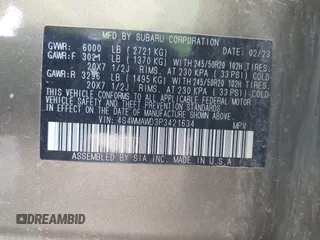 MFD BY SUBARU CORPORATION
GVWR: 6000 LB (2721 KG) DATE 02/23
GAWR:F 3021 LB (1370 KG) WITH 245/50R20 102H TIRES,
20X7 1/2J RIMS, AT 230 KPA (33 PSI) COLD
GAWR:R 3296 LB (1495 KG) WITH 245/50R20 102H TIRES,
20X7 1/2J RIMS, AT 230 KPA (33 PSI) COLD
THIS VEHICLE CONFORMS TO ALL APPLICABLE
FEDERAL MOTOR VEHICLE SAFETY, BUMPER, AND
THEFT PREVENTION STANDARDS IN EFFECT ON
THE DATE OF MANUFACTURE SHOWN ABOVE.
VIN: 4S4WMAWD3P3421634 MPV
ASSEMBLED BY SIA INC. MADE IN U.S.A.
DREAMBID